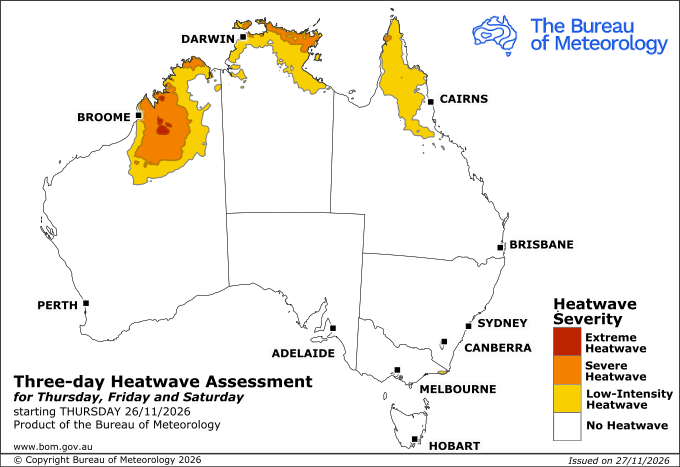 The Bureau
of Meteorology
DARWIN
CAIRNS
BROOME
BRISBANE
PERTH
SYDNEY
CANBERRA
ADELAIDE
MELBOURNE
HOBART
Heatwave
Severity
Extreme
Heatwave
Severe
Heatwave
Low-Intensity
Heatwave
No Heatwave
Three-day Heatwave Assessment
for Thursday, Friday and Saturday
starting THURSDAY 26/11/2026
Product of the Bureau of Meteorology
www.bom.gov.au
© Copyright Bureau of Meteorology 2026
Issued on 27/11/2026